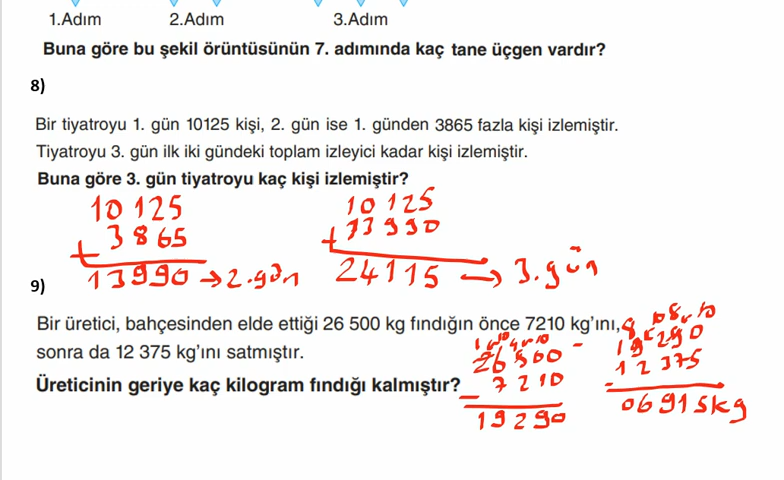 1.Adım 2.Adım 3.Adım
Buna göre bu şekil örüntüsünün 7. adımında kaç tane üçgen vardır?
8)
Bir tiyatroyu 1. gün 10125 kişi, 2. gün ise 1. günden 3865 fazla kişi izlemiştir.
Tiyatroyu 3. gün ilk iki gündeki toplam izleyici kadar kişi izlemiştir.
Buna göre 3. gün tiyatroyu kaç kişi izlemiştir?
10125 10125
+ 3865 + 13990
13990 → 2.gün 24115 → 3.gün
9)
Bir üretici, bahçesinden elde ettiği 26 500 kg fındığın önce 7210 kg'ını,
sonra da 12 375 kg'ını satmıştır.
Üreticinin geriye kaç kilogram fındığı kalmıştır?
26500 - 19290
- 7210 - 12375
19290 06915kg